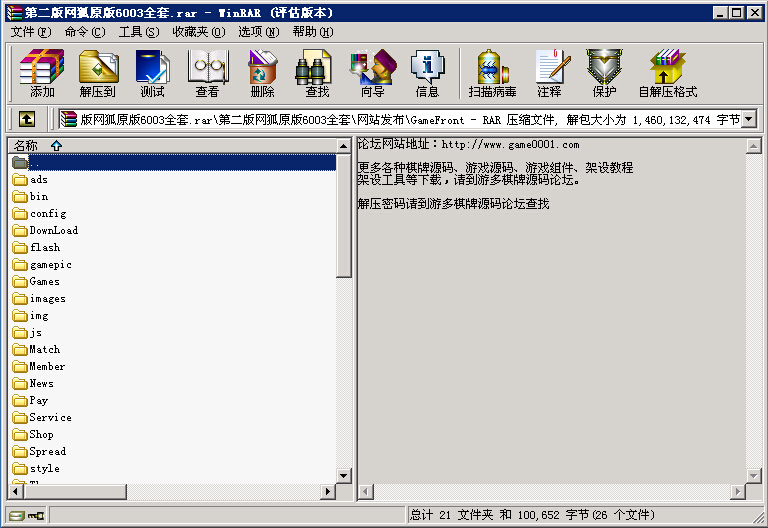 第二版网狐原版6003全套.rar - WinRAR (评估版本)
文件(F) 命令(C) 工具(S) 收藏夹(O) 选项(N) 帮助(H)
添加 解压到 测试 查看 删除 查找 向导 信息 扫描病毒 注释 保护 自解压格式
版网狐原版6003全套.rar\第二版网狐原版6003全套\网站发布\GameFront - RAR 压缩文件, 解包大小为 1,460,132,474 字节
名称
..
ads
bin
config
DownLoad
flash
gamepic
Games
images
img
js
Match
Member
News
Pay
Service
Shop
Spread
style
论坛网站地址：http://www.game0001.com
更多各种棋牌源码、游戏源码、游戏组件、架设教程
架设工具等下载，请到游多棋牌源码论坛。
解压密码请到游多棋牌源码论坛查找
总计 21 文件夹 和 100,652 字节(26 个文件)